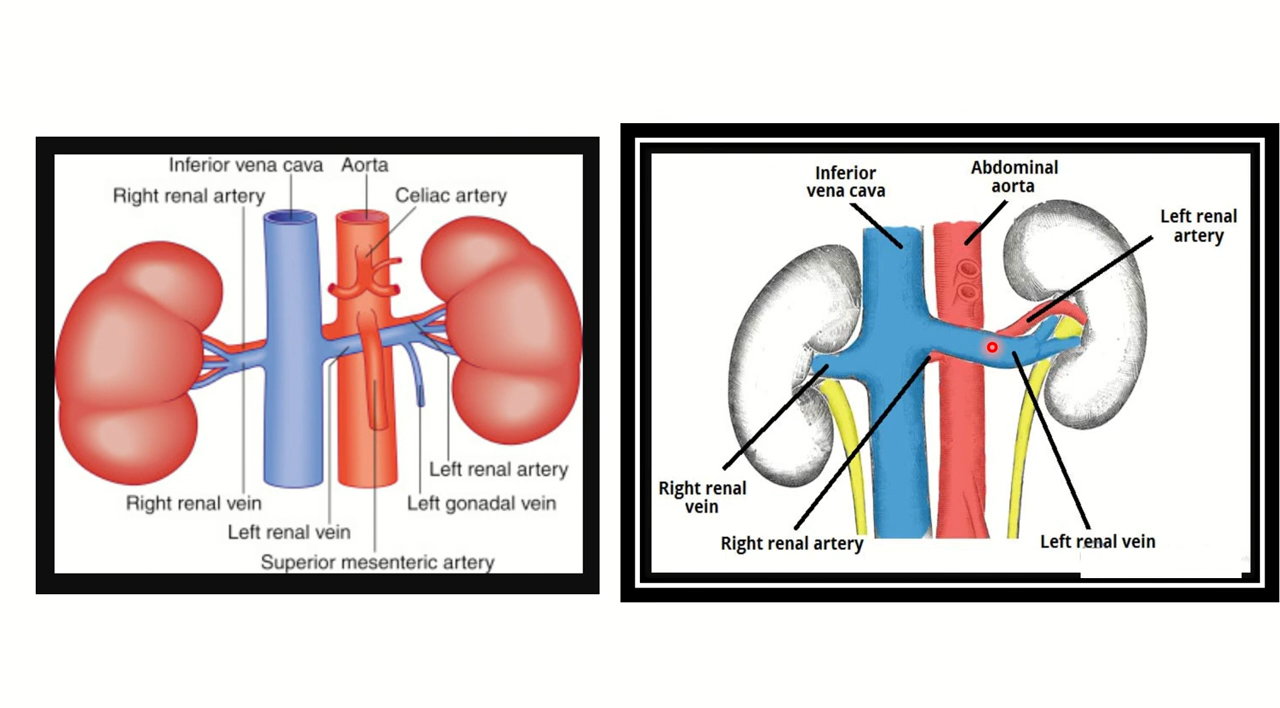 Inferior vena cava
Aorta
Right renal artery
Celiac artery
Left renal artery
Right renal vein
Left gonadal vein
Left renal vein
Superior mesenteric artery
Inferior
vena cava
Abdominal
aorta
Left renal
artery
Right renal
vein
Right renal artery
Left renal vein